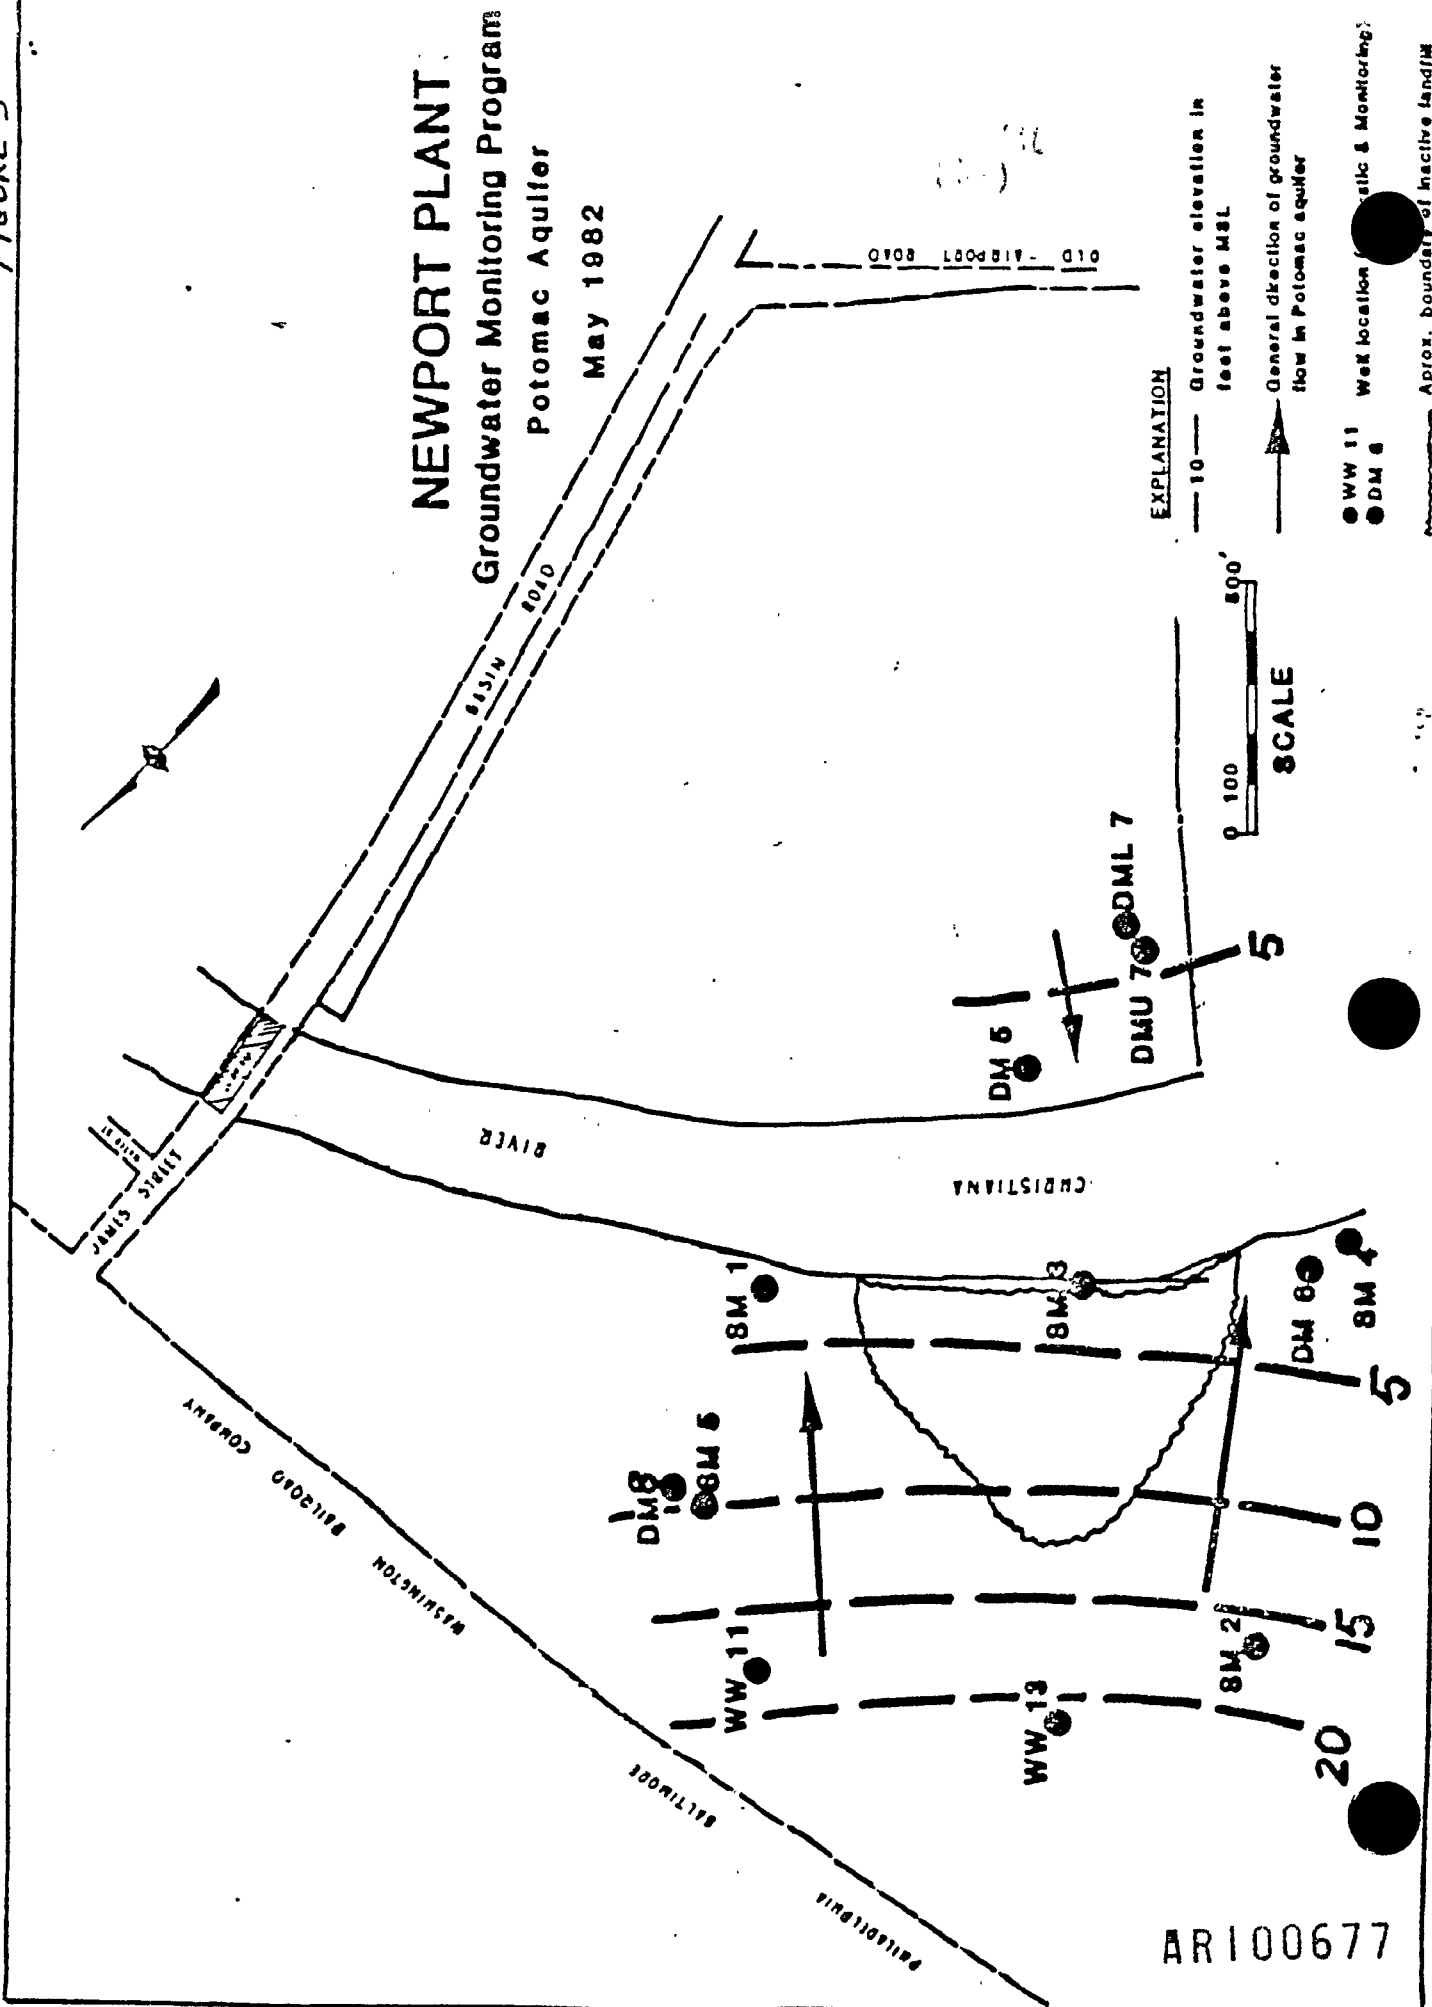 NEWPORT PLANT
Groundwater Monitoring Program
Potomac Aquifer
May 1982
BASIN ROAD
OLD - AIRPORT ROAD
JAMES STREET
CHRISTIANA RIVER
PHILADELPHIA BALTIMORE WASHINGTON RAILROAD COMPANY
SM 1
SM 3
DM 6
SM 4
DM 8
SM 5
WW 11
WW 13
SM 2
DM 5
DMU 7
DML 7
5
5
10
15
20
EXPLANATION
10
Groundwater elevation in
feet above MSL
General direction of groundwater
flow in Potomac aquifer
WW 11
DM 6
Well location & Monitoring)
Aprox. boundary of inactive landfill
0 100 500'
SCALE
AR100677